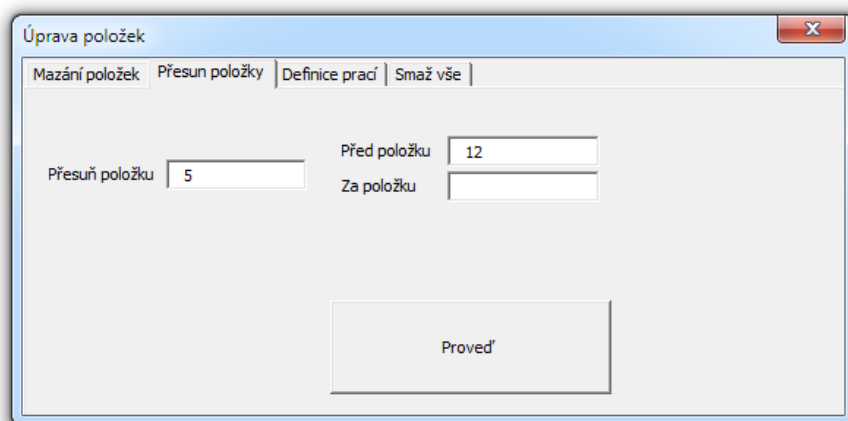 Úprava položek
Mazání položek Přesun položky Definice prací Smaž vše
Přesuň položku 5
Před položku 12
Za položku
Proveď